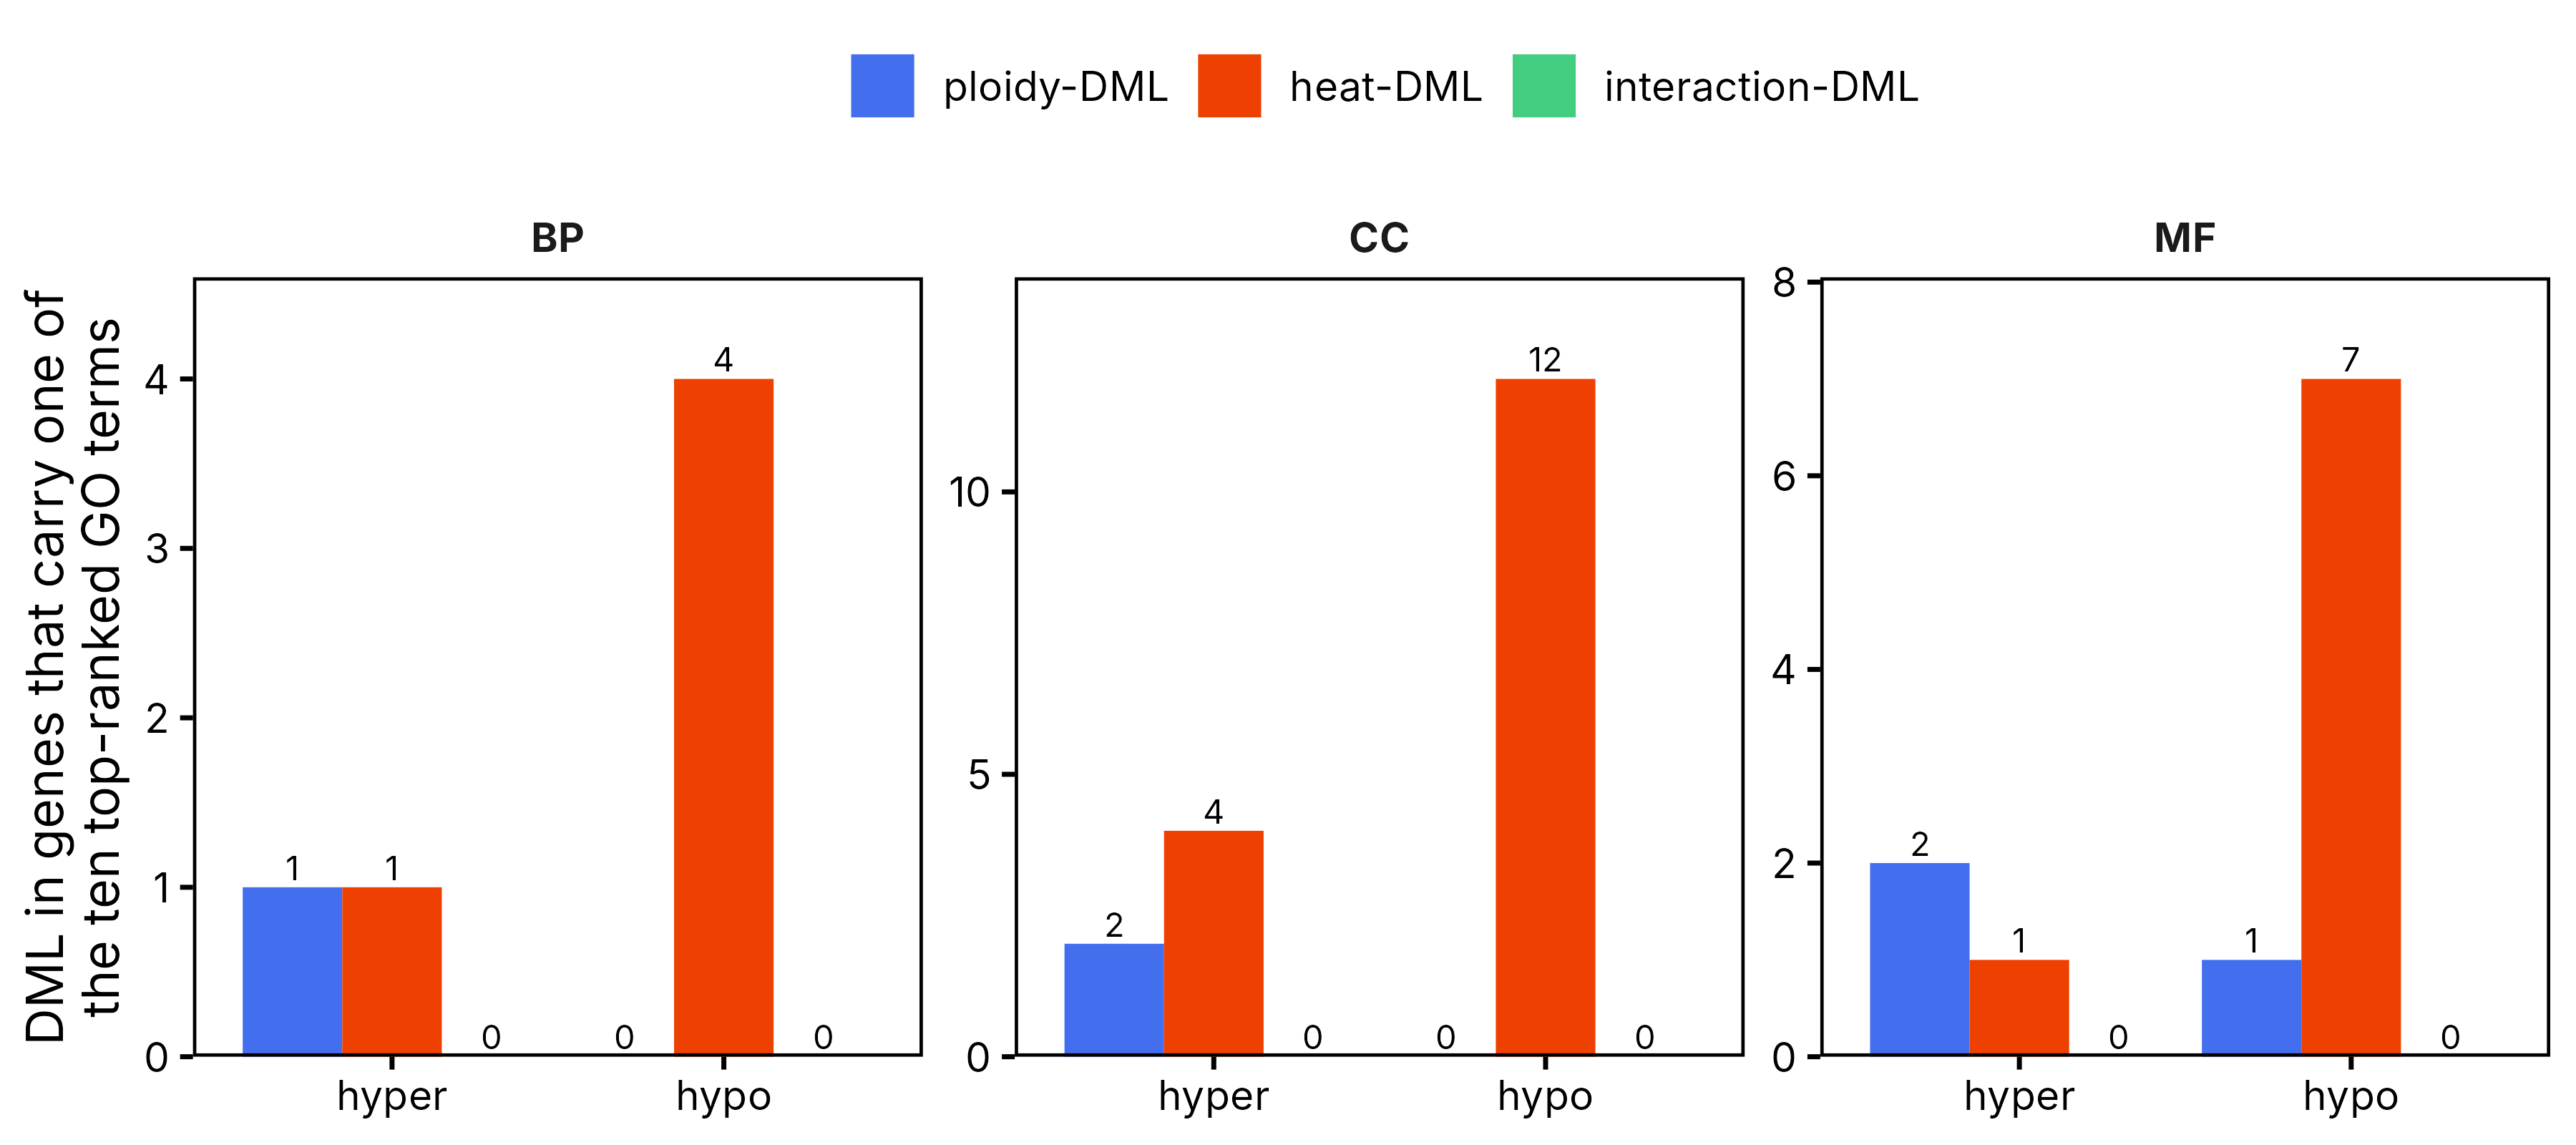 ploidy-DML heat-DML interaction-DML
BP CC MF
DML in genes that carry one of
the ten top-ranked GO terms
4
3
2
1
0
1 1 0 0 4 0
hyper hypo
10
5
0
2 4 0 0 12 0
hyper hypo
8
6
4
2
0
2 1 0 1 7 0
hyper hypo